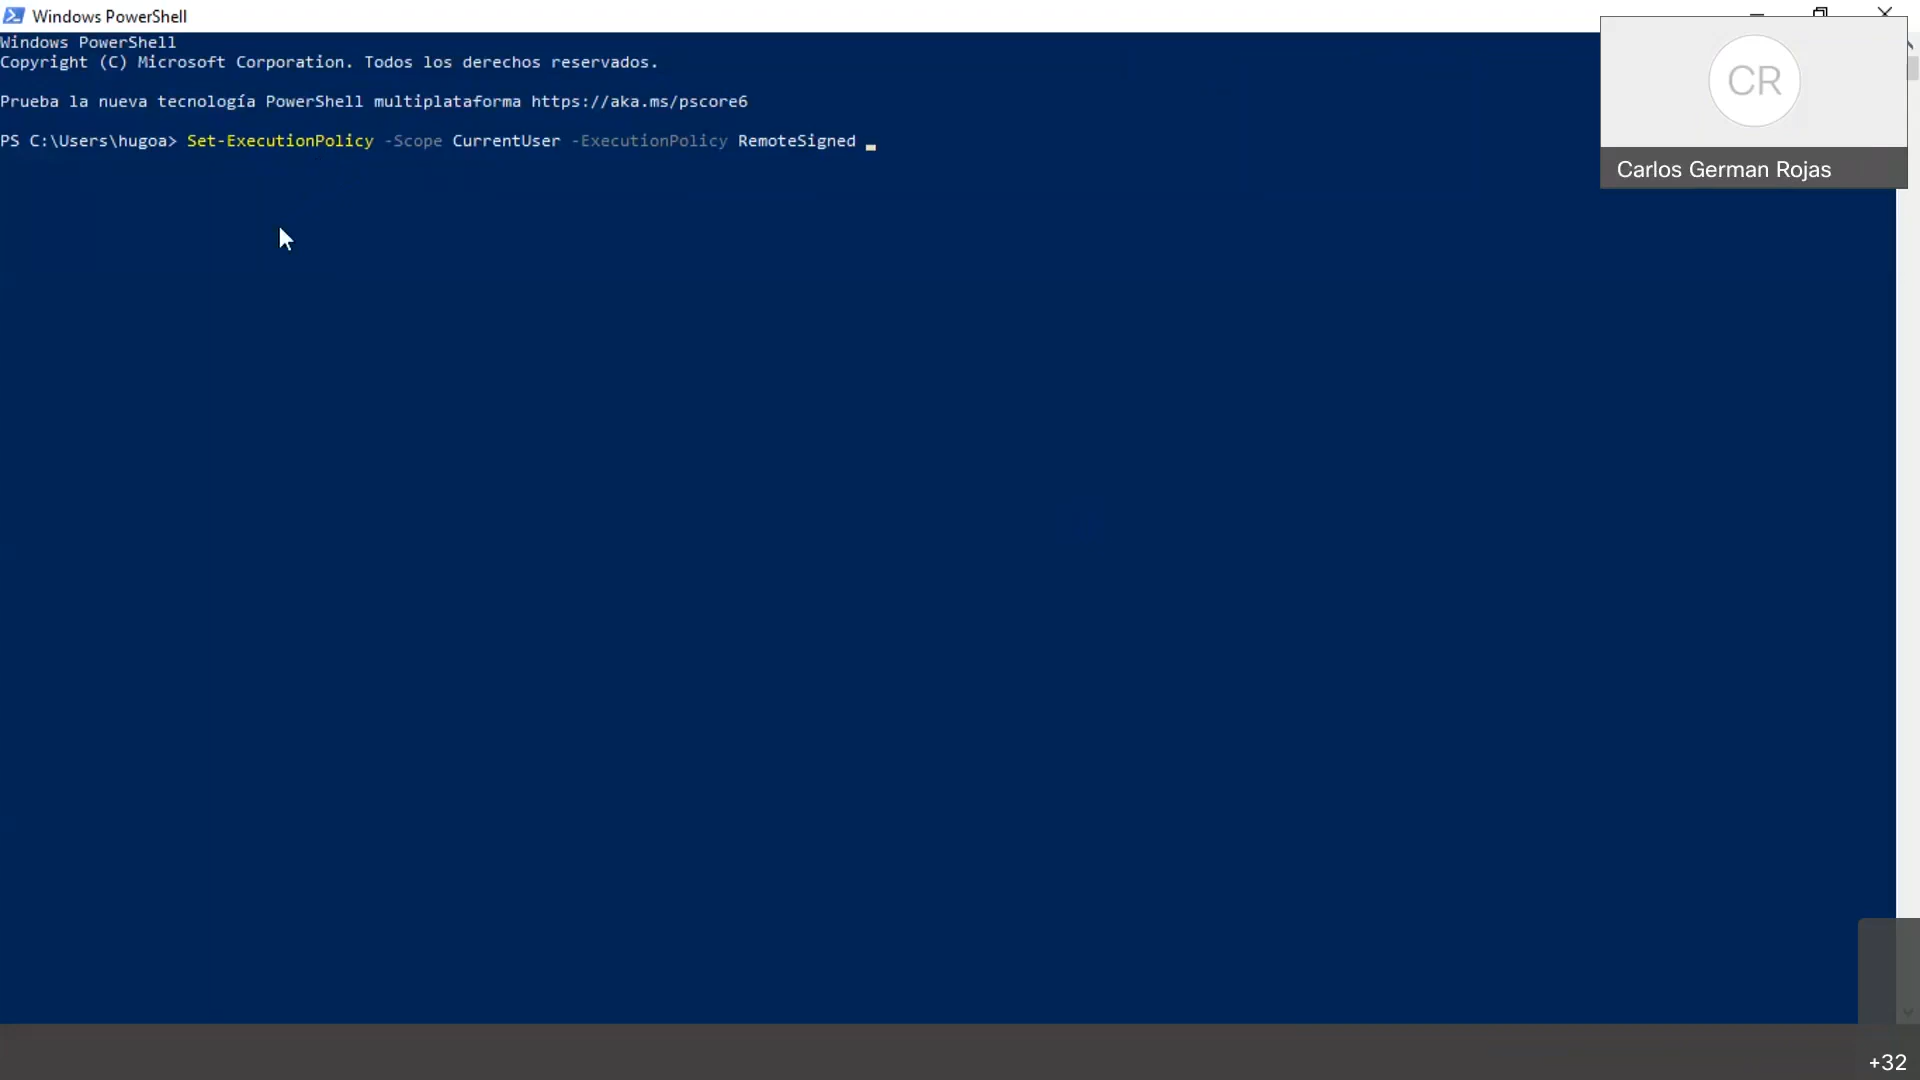 Windows PowerShell
Windows PowerShell
Copyright (C) Microsoft Corporation. Todos los derechos reservados.
Prueba la nueva tecnología PowerShell multiplataforma https://aka.ms/pscore6
PS C:\Users\hugoa> Set-ExecutionPolicy -Scope CurrentUser -ExecutionPolicy RemoteSigned
CR
Carlos German Rojas
+32